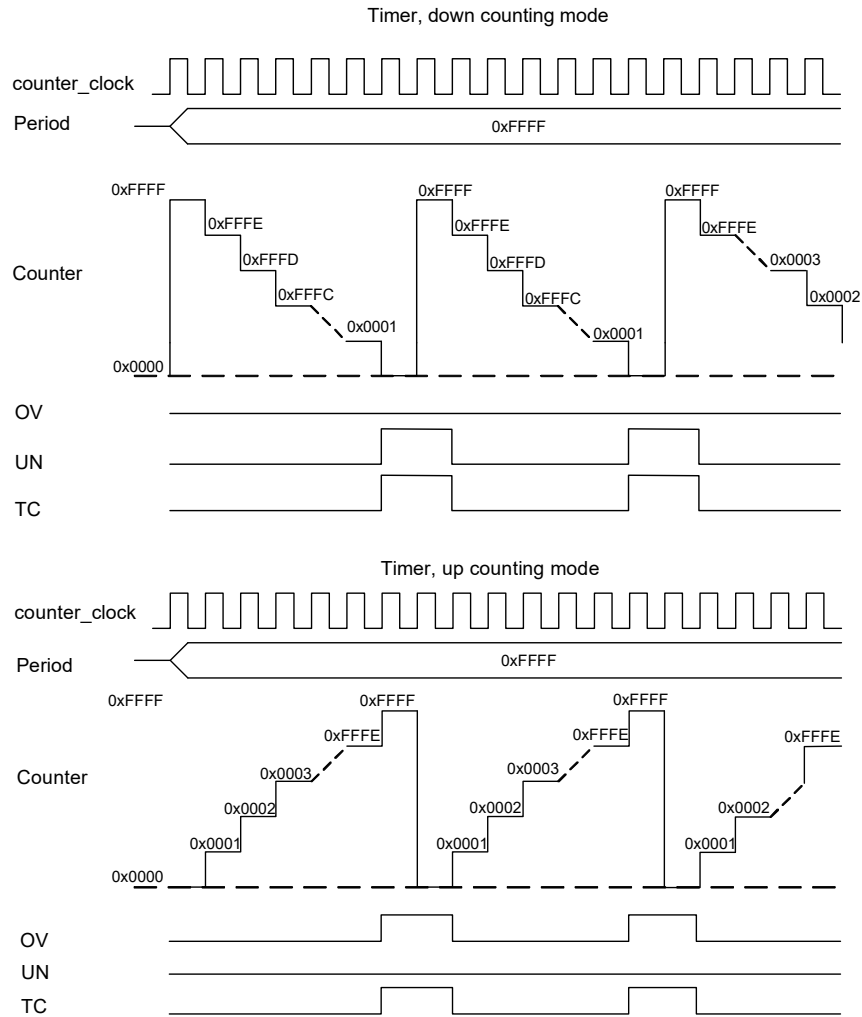 Timer, down counting mode
counter_clock
Period
0xFFFF
0xFFFF 0xFFFF 0xFFFF
0xFFFE 0xFFFE 0xFFFE
0xFFFD 0xFFFD 0x0003
Counter
0xFFFC 0xFFFC 0x0002
0x0001 0x0001
0x0000
OV
UN
TC
Timer, up counting mode
counter_clock
Period
0xFFFF
0xFFFF 0xFFFF 0xFFFF
0xFFFE 0xFFFE 0xFFFE
Counter
0x0003 0x0003
0x0002 0x0002 0x0002
0x0001 0x0001 0x0001
0x0000
OV
UN
TC